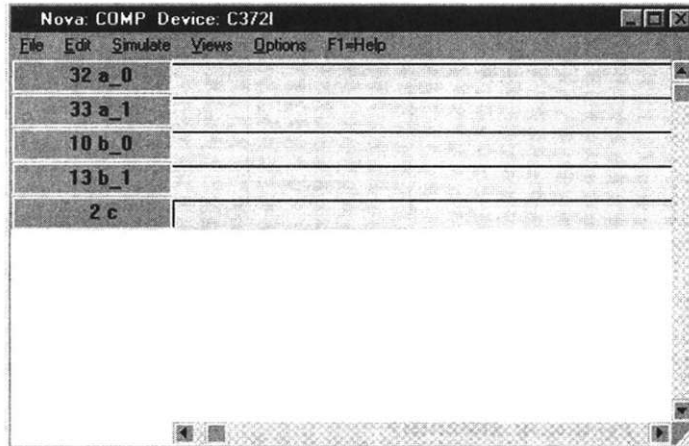 Nova: COMP Device: C372I
File Edit Simulate Views Options F1=Help
32 a_0
33 a_1
10 b_0
13 b_1
2 c